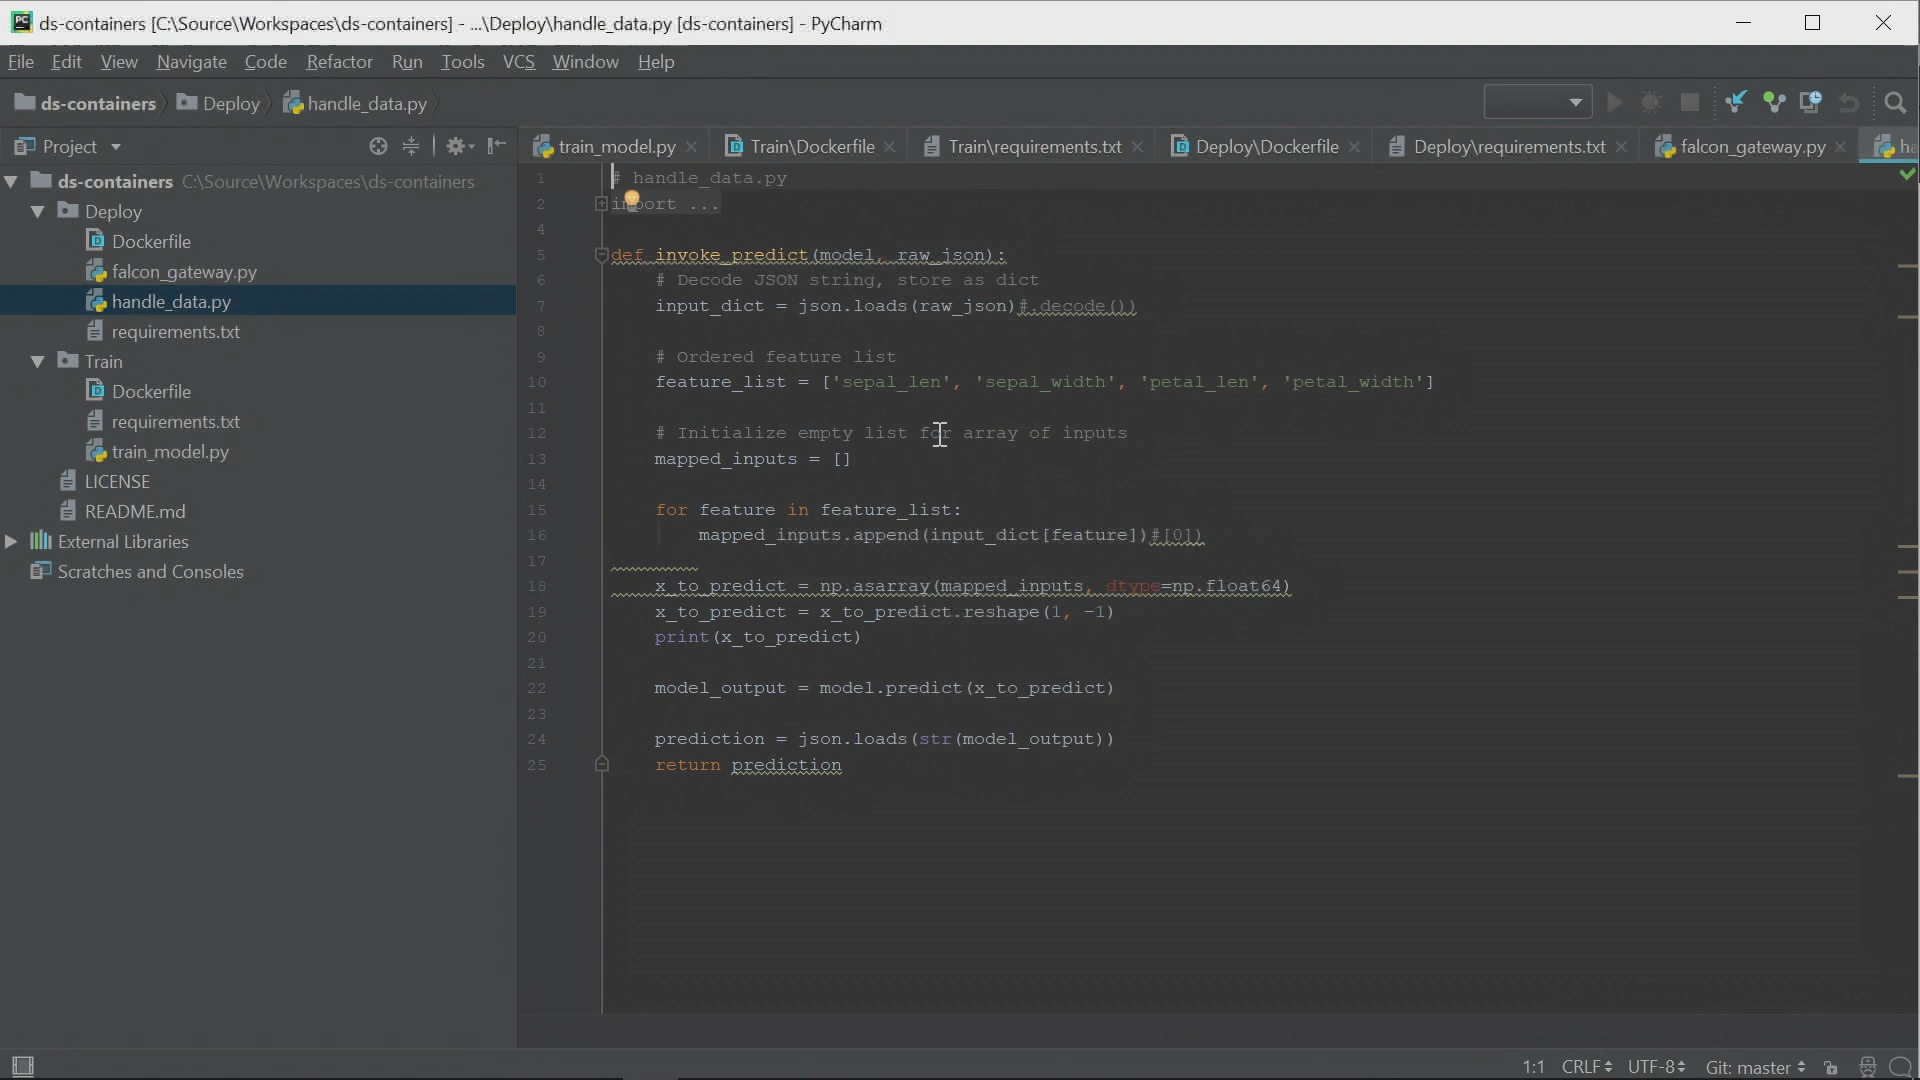 ds-containers [C:\Source\Workspaces\ds-containers] - ...\Deploy\handle_data.py [ds-containers] - PyCharm
File Edit View Navigate Code Refactor Run Tools VCS Window Help
ds-containers Deploy handle_data.py
Project
train_model.py Train\Dockerfile Train\requirements.txt Deploy\Dockerfile Deploy\requirements.txt falcon_gateway.py ha
ds-containers C:\Source\Workspaces\ds-containers
Deploy
Dockerfile
falcon_gateway.py
handle_data.py
requirements.txt
Train
Dockerfile
requirements.txt
train_model.py
LICENSE
README.md
External Libraries
Scratches and Consoles
1 # handle_data.py
2 import ...
4
5 def invoke_predict(model, raw_json):
6 # Decode JSON string, store as dict
7 input_dict = json.loads(raw_json)#.decode())
8
9 # Ordered feature list
10 feature_list = ['sepal_len', 'sepal_width', 'petal_len', 'petal_width']
11
12 # Initialize empty list for array of inputs
13 mapped_inputs = []
14
15 for feature in feature_list:
16 mapped_inputs.append(input_dict[feature])#[0])
17
18 x_to_predict = np.asarray(mapped_inputs, dtype=np.float64)
19 x_to_predict = x_to_predict.reshape(1, -1)
20 print(x_to_predict)
21
22 model_output = model.predict(x_to_predict)
23
24 prediction = json.loads(str(model_output))
25 return prediction
1:1 CRLF UTF-8 Git: master